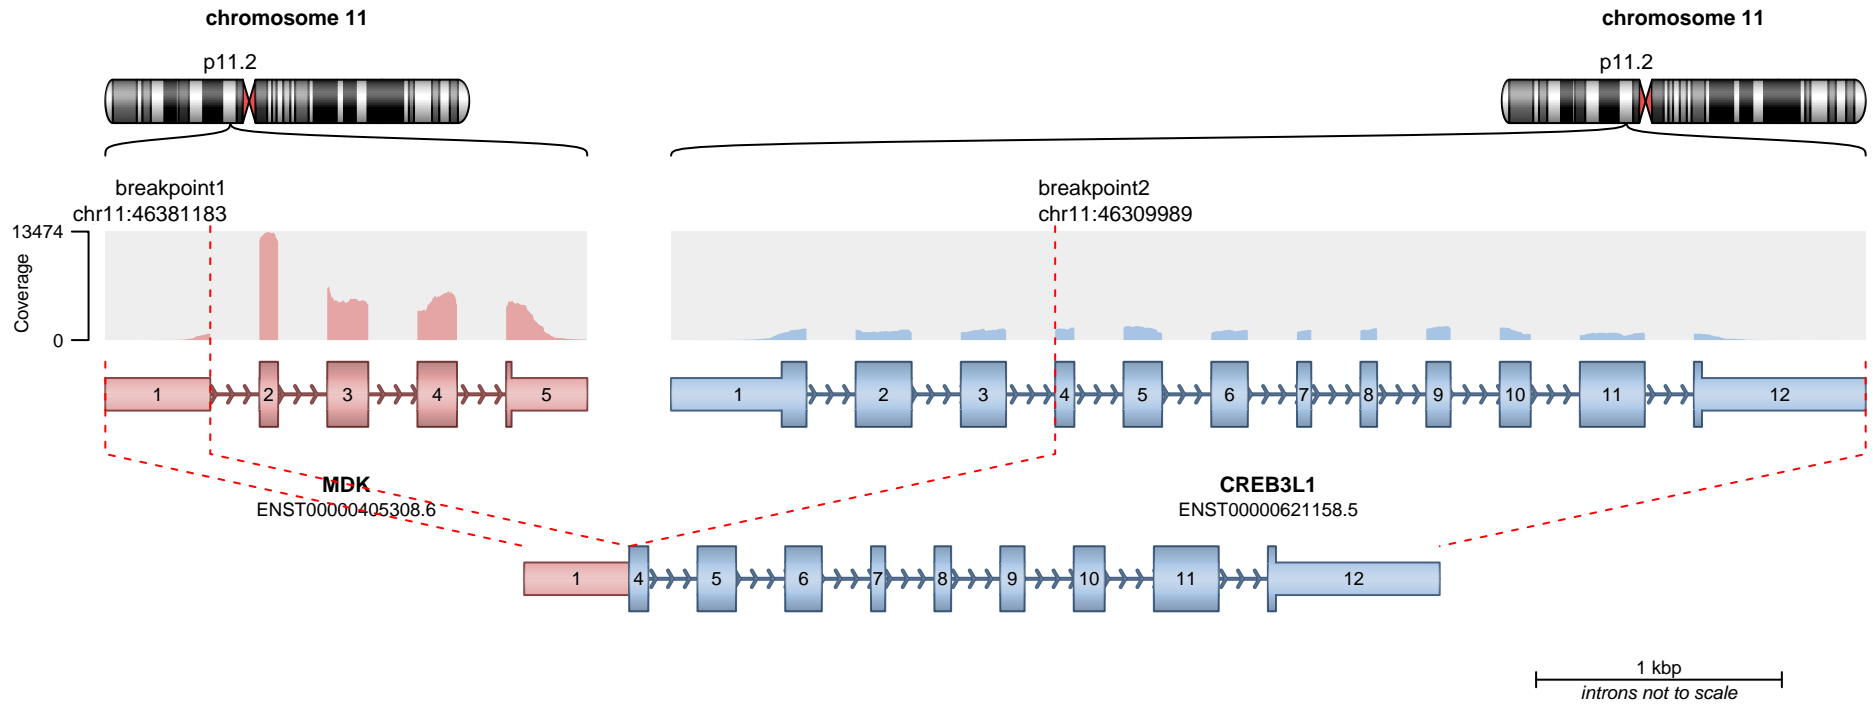 chromosome 11
chromosome 11
p11.2
p11.2
breakpoint1
chr11:46381183
breakpoint2
chr11:46309989
13474
Coverage
0
1 2 3 4 5
1 2 3 4 5 6 7 8 9 10 11 12
MDK
ENST00000405308.6
CREB3L1
ENST00000621158.5
1 4 5 6 7 8 9 10 11 12
1 kbp
introns not to scale